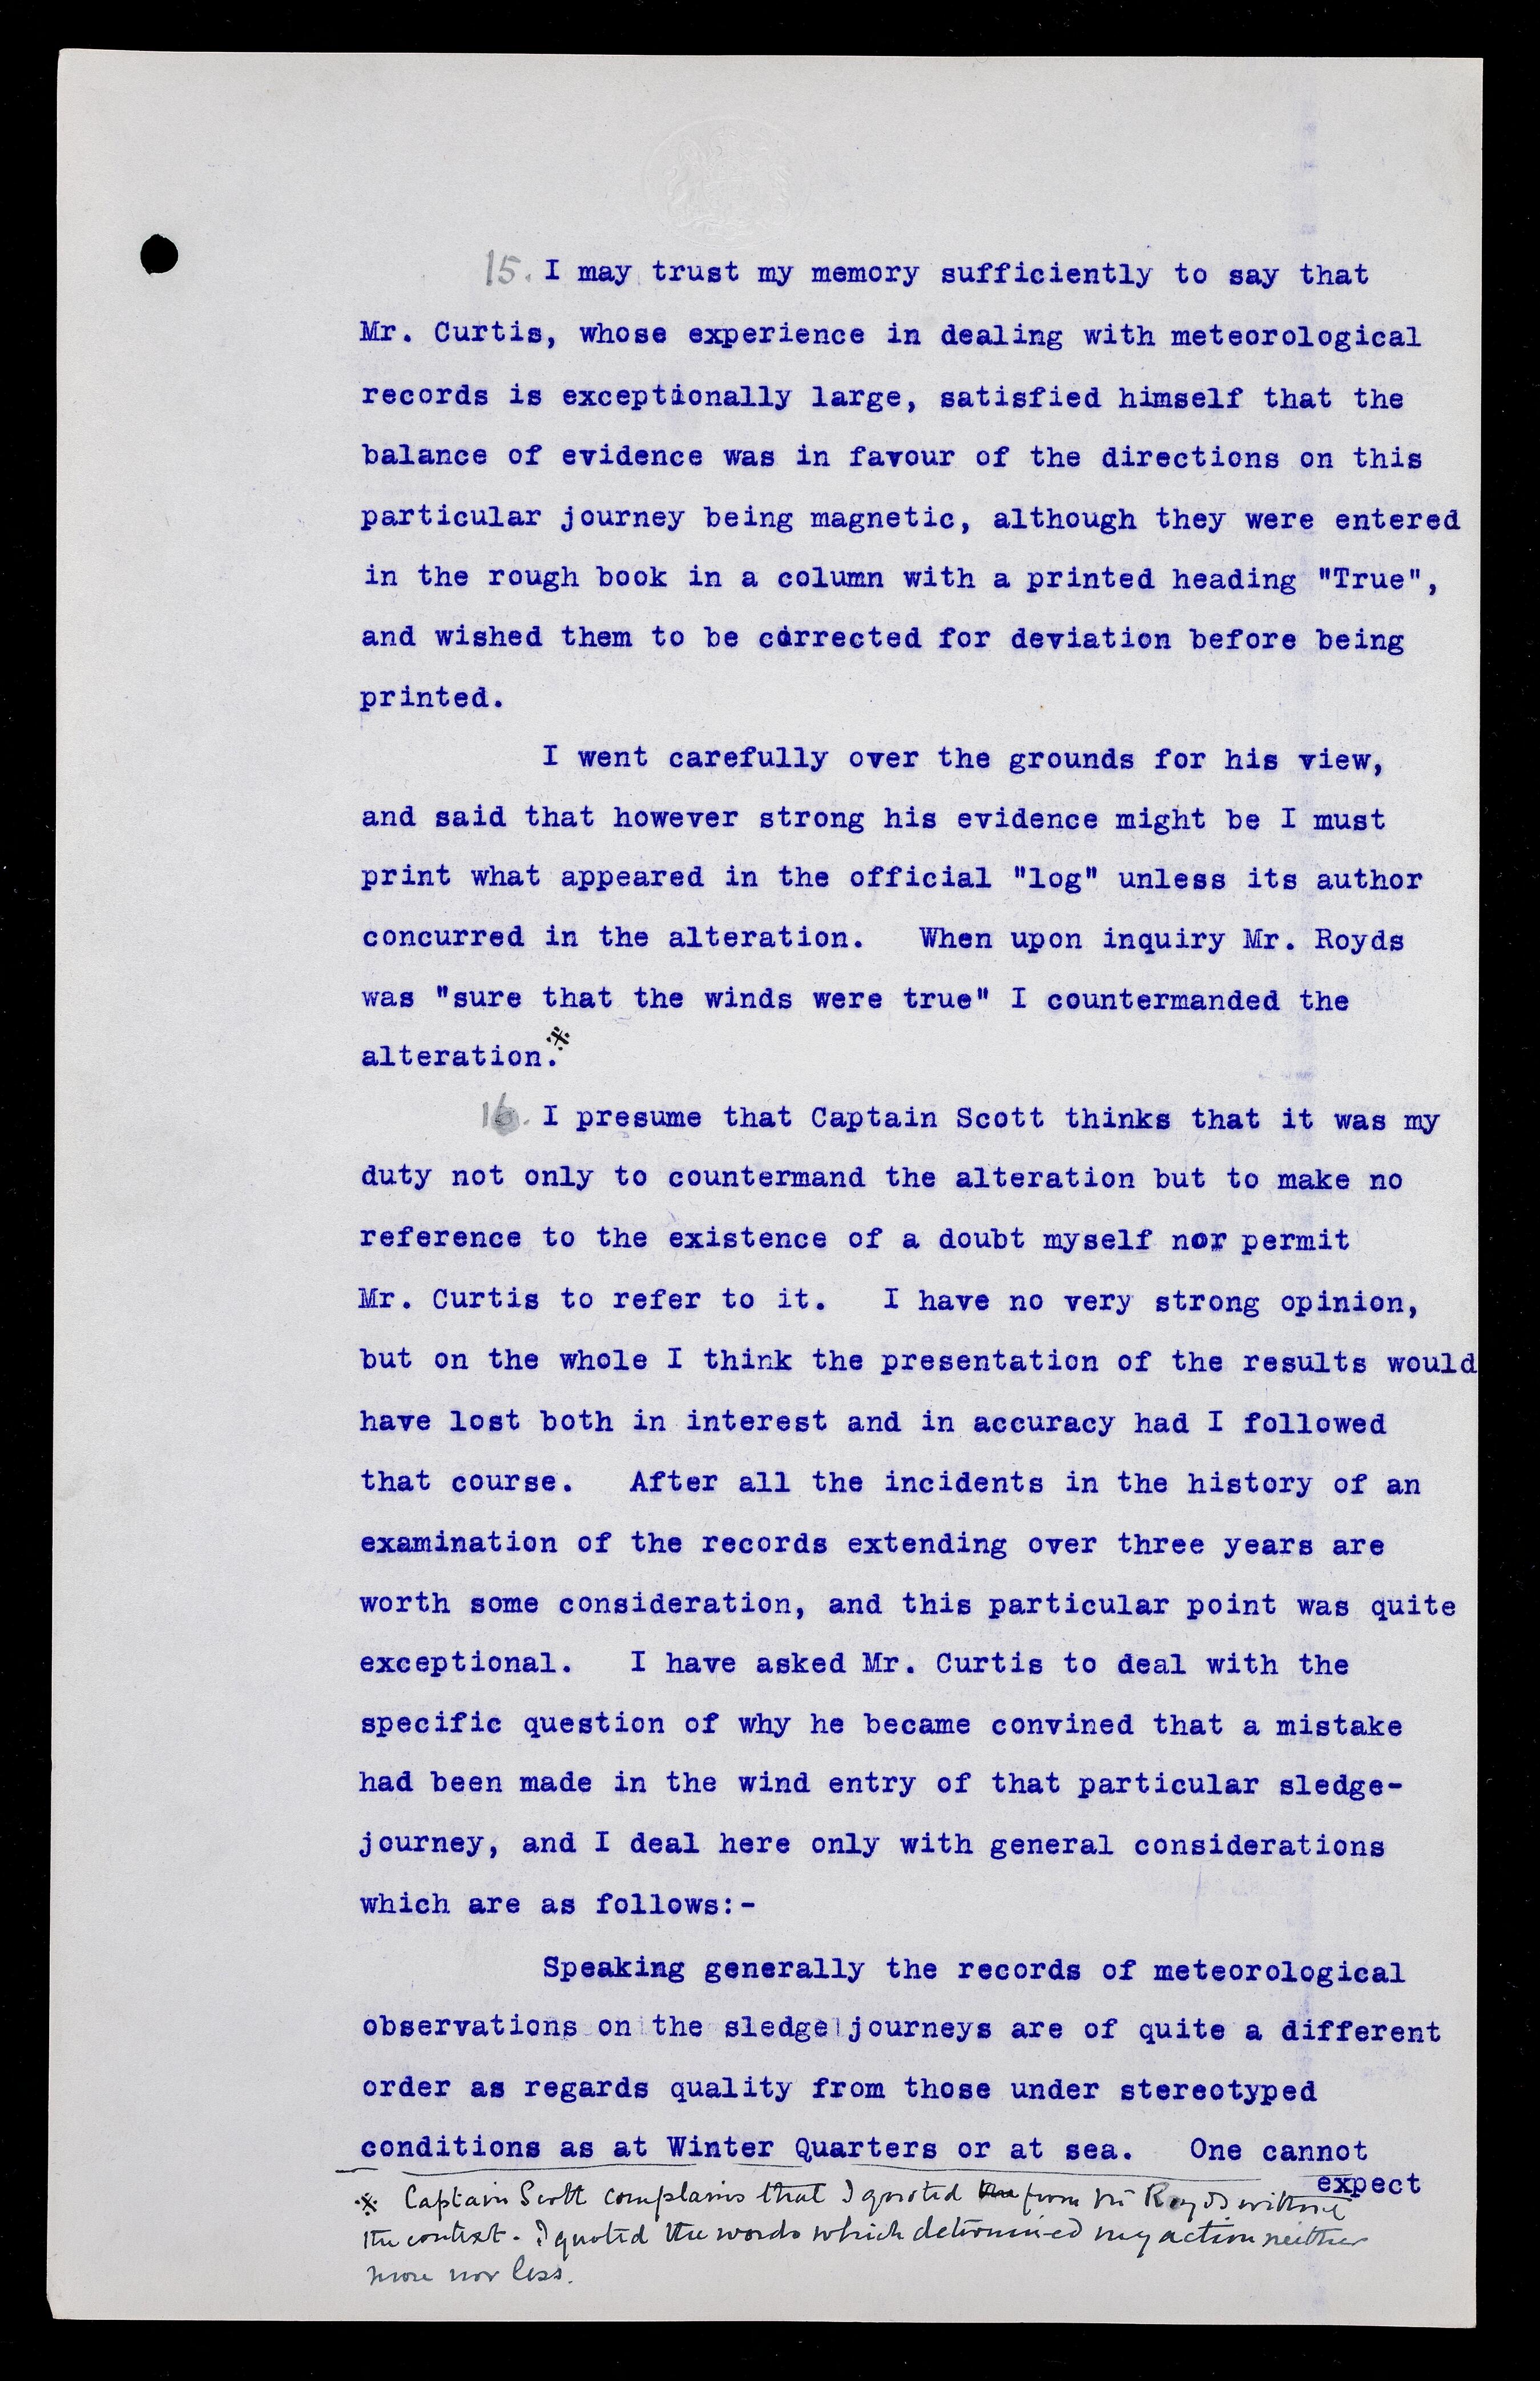 15. I may trust my memory sufficiently to say that
Mr. Curtis, whose experience in dealing with meteorological
records is exceptionally large, satisfied himself that the
balance of evidence was in favour of the directions on this
particular journey being magnetic, although they were entered
in the rough book in a column with a printed heading "True",
and wished them to be corrected for deviation before being
printed.
I went carefully over the grounds for his view,
and said that however strong his evidence might be I must
print what appeared in the official "log" unless its author
concurred in the alteration. When upon inquiry Mr. Royds
was "sure that the winds were true" I countermanded the
alteration.※
16. I presume that Captain Scott thinks that it was my
duty not only to countermand the alteration but to make no
reference to the existence of a doubt myself nor permit
Mr. Curtis to refer to it. I have no very strong opinion,
but on the whole I think the presentation of the results would
have lost both in interest and in accuracy had I followed
that course. After all the incidents in the history of an
examination of the records extending over three years are
worth some consideration, and this particular point was quite
exceptional. I have asked Mr. Curtis to deal with the
specific question of why he became convined that a mistake
had been made in the wind entry of that particular sledge-
journey, and I deal here only with general considerations
which are as follows:-
Speaking generally the records of meteorological
observations on the sledge journeys are of quite a different
order as regards quality from those under stereotyped
conditions as at Winter Quarters or at sea. One cannot
expect
※ Captain Scott complains that I quoted the from Mr Royds without
the context. I quoted the words which determined my action neither
more nor less.